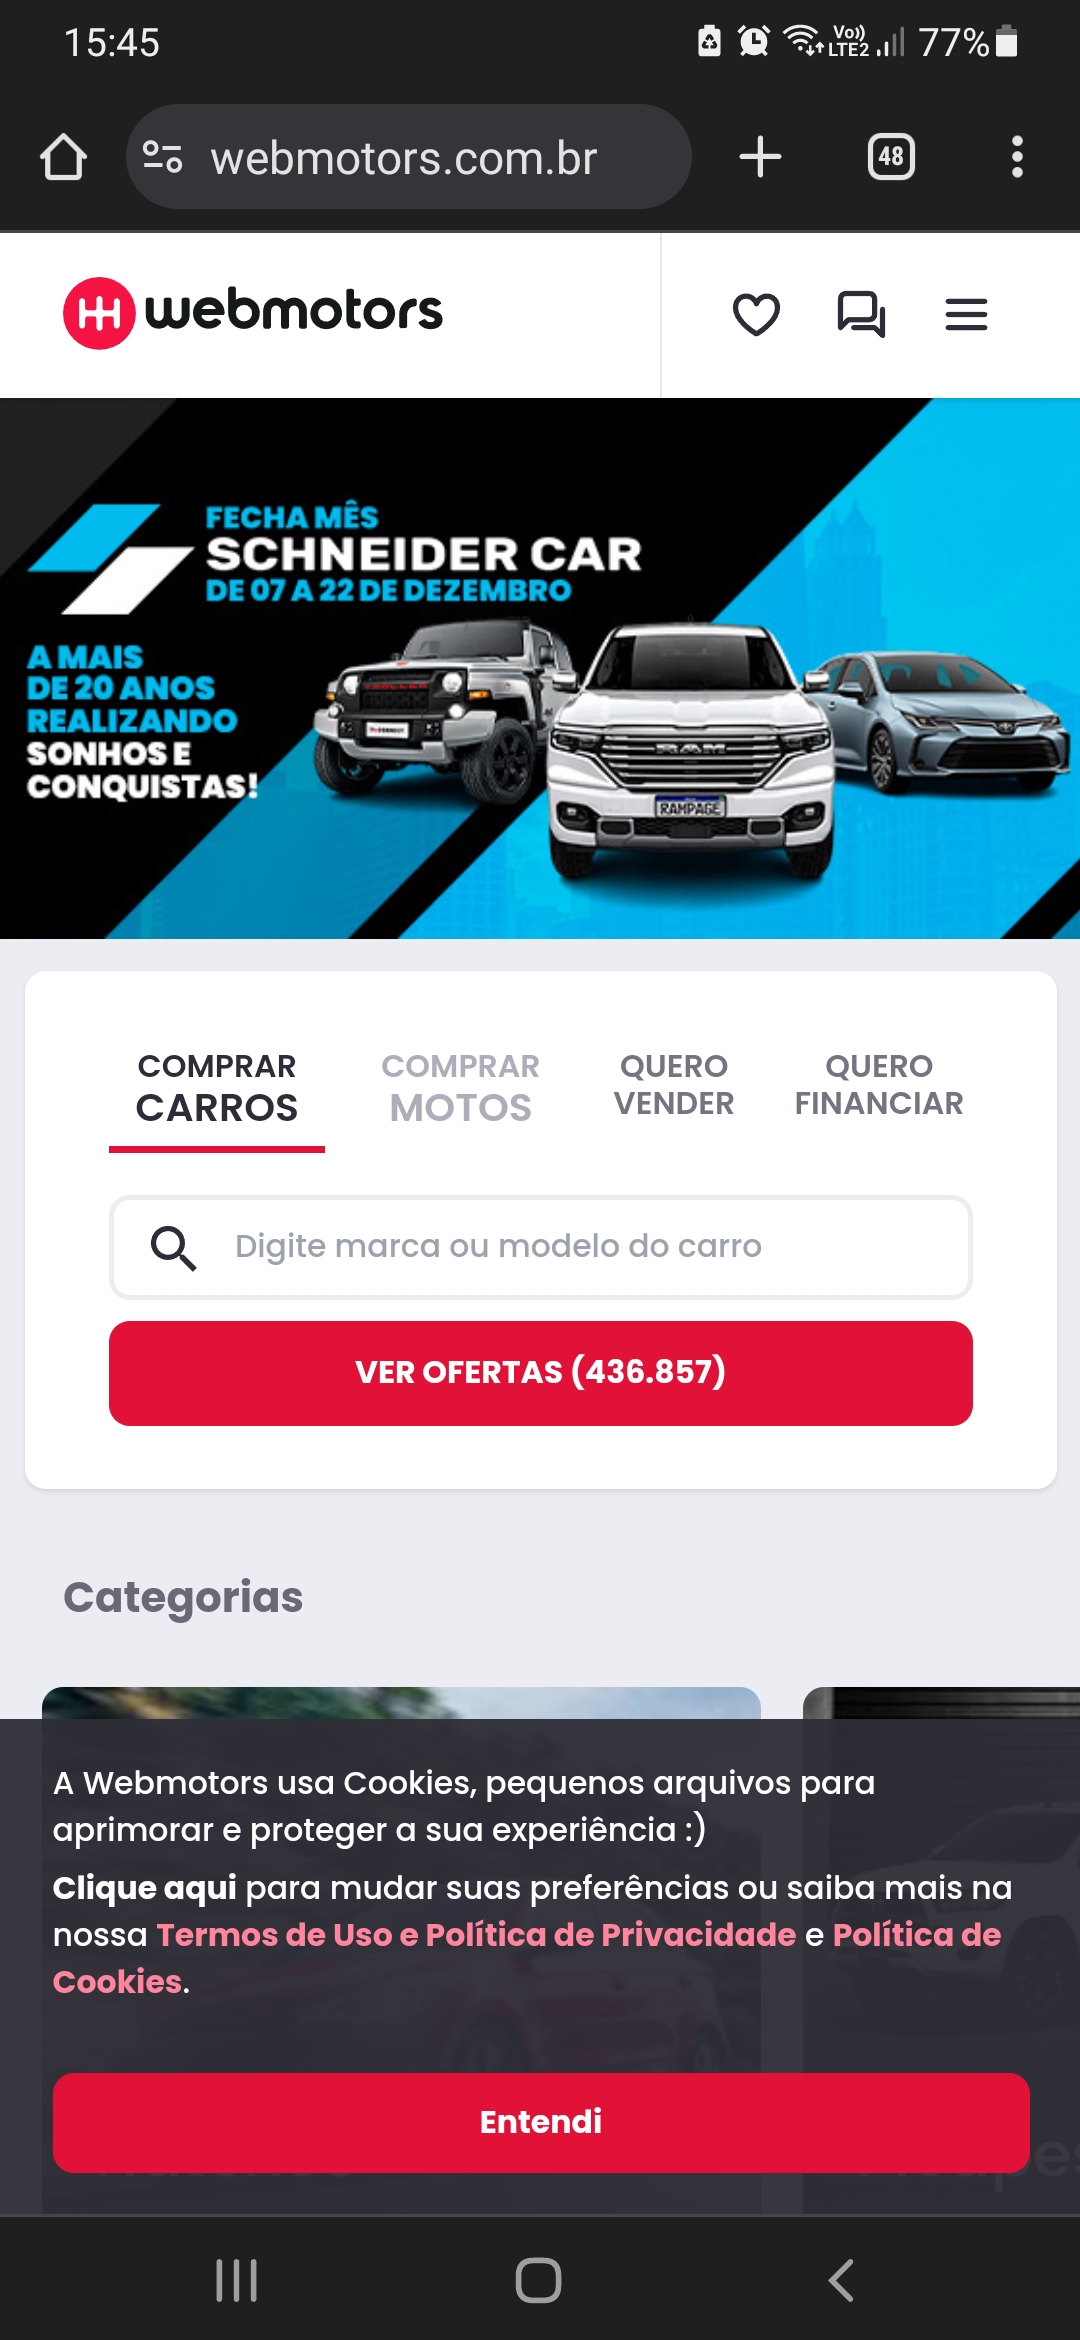 15:45
Vo))
LTE2
77%
webmotors.com.br
48
webmotors
FECHA MÊS
SCHNEIDER CAR
DE 07 A 22 DE DEZEMBRO
A MAIS
DE 20 ANOS
REALIZANDO
SONHOS E
CONQUISTAS!
TROLLER
RAM
RAMPAGE
COMPRAR
CARROS
COMPRAR
MOTOS
QUERO
VENDER
QUERO
FINANCIAR
Digite marca ou modelo do carro
VER OFERTAS (436.857)
Categorias
A Webmotors usa Cookies, pequenos arquivos para
aprimorar e proteger a sua experiência :)
Clique aqui para mudar suas preferências ou saiba mais na
nossa Termos de Uso e Política de Privacidade e Política de
Cookies.
Entendi